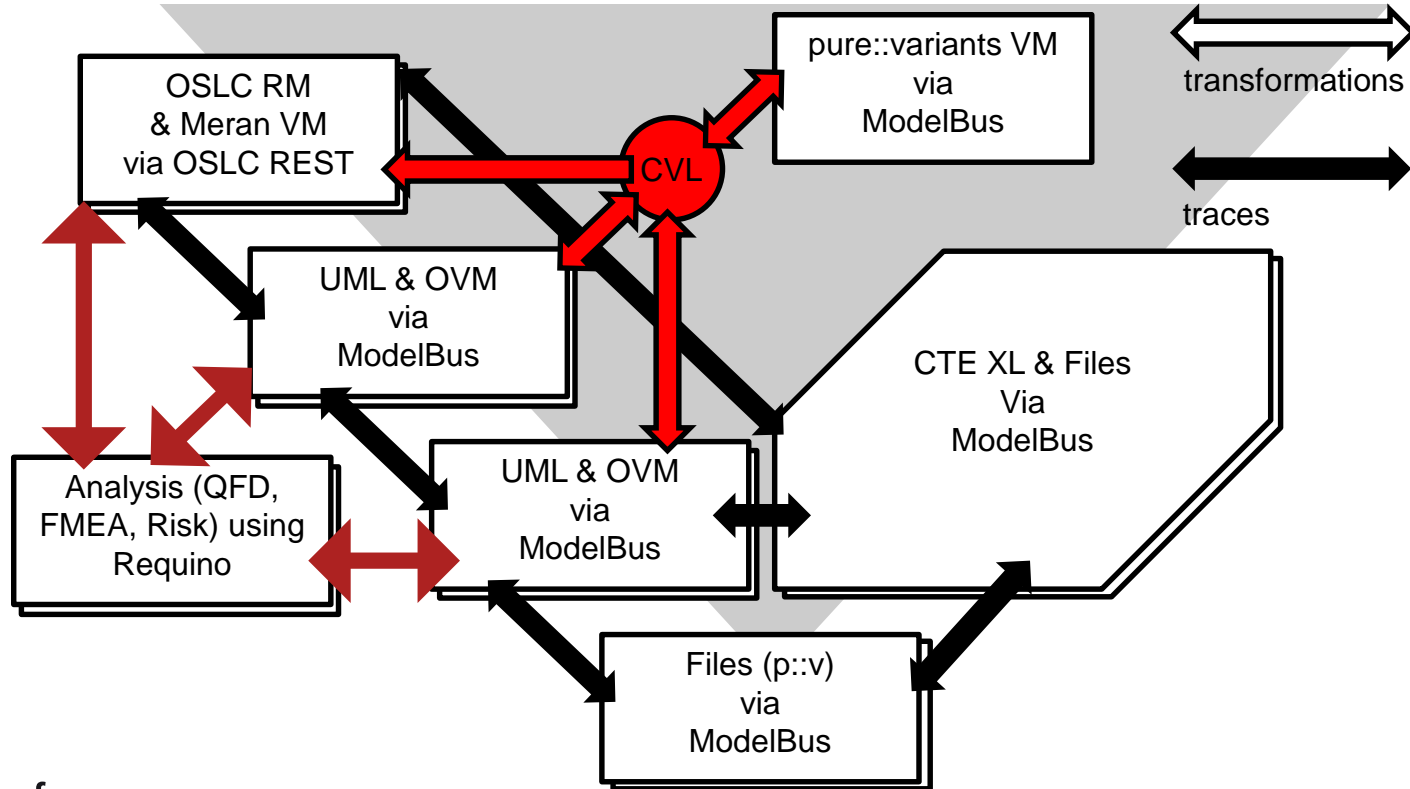 OSLC RM
& Meran VM
via OSLC REST
pure::variants VM
via
ModelBus
transformations
CVL
traces
UML & OVM
via
ModelBus
CTE XL & Files
Via
ModelBus
Analysis (QFD,
FMEA, Risk) using
Requino
UML & OVM
via
ModelBus
Files (p::v)
via
ModelBus